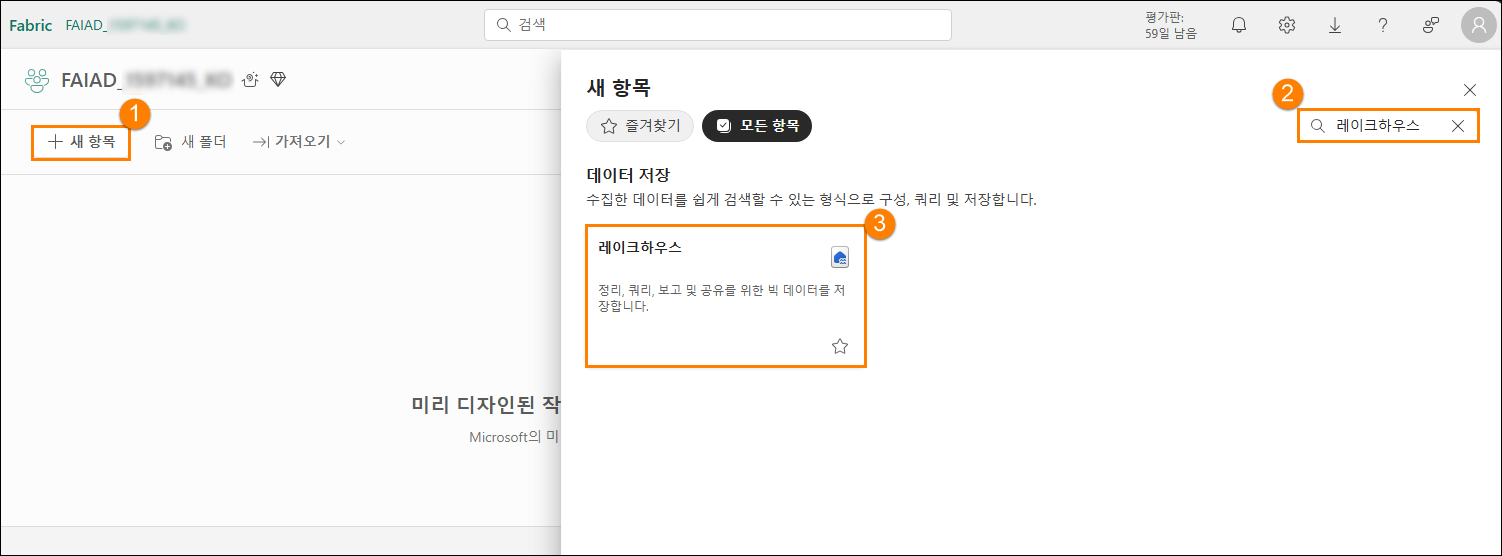 Fabric FAIAD_
검색
평가판:
59일 남음
FAIAD_
1
새 항목
새 폴더
가져오기
미리 디자인된 작
Microsoft의 미
새 항목
2
즐겨찾기
모든 항목
레이크하우스
데이터 저장
수집한 데이터를 쉽게 검색할 수 있는 형식으로 구성, 쿼리 및 저장합니다.
3
레이크하우스
정리, 쿼리, 보고 및 공유를 위한 빅 데이터를 저
장합니다.